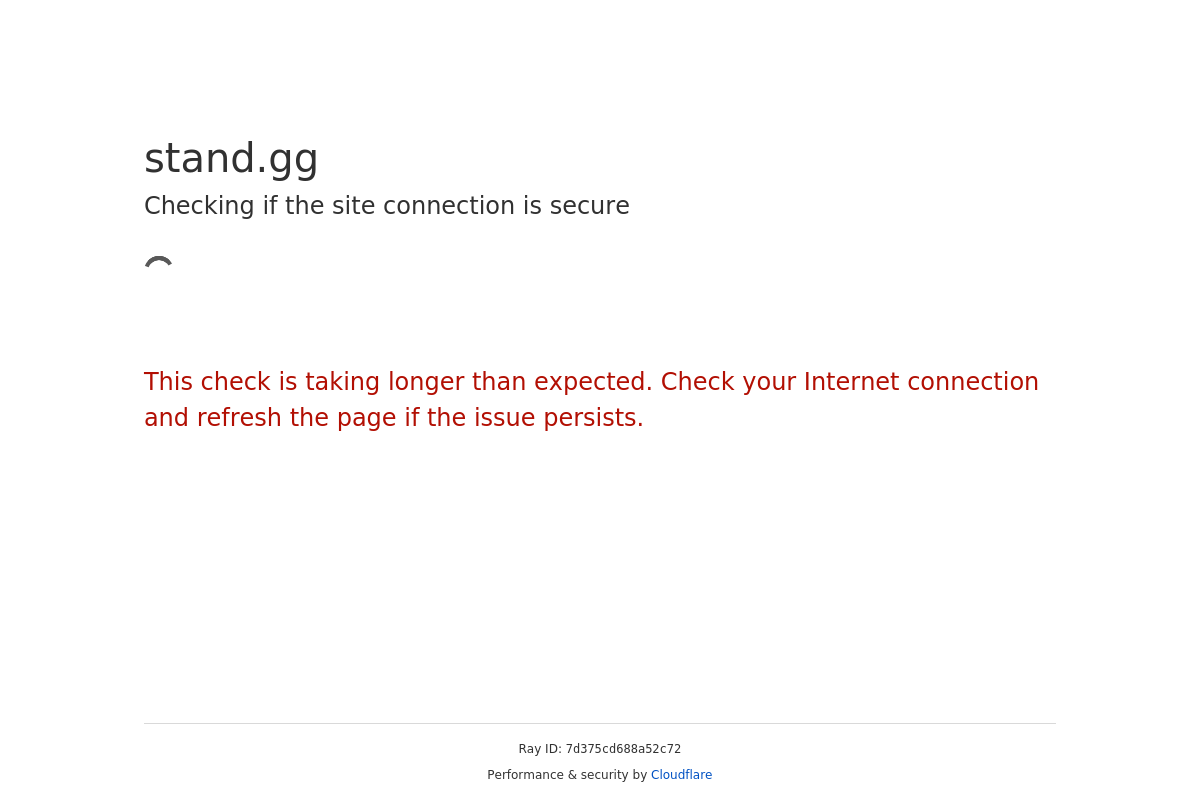 stand.gg
Checking if the site connection is secure
This check is taking longer than expected. Check your Internet connection
and refresh the page if the issue persists.
Ray ID: 7d375cd688a52c72
Performance & security by Cloudflare